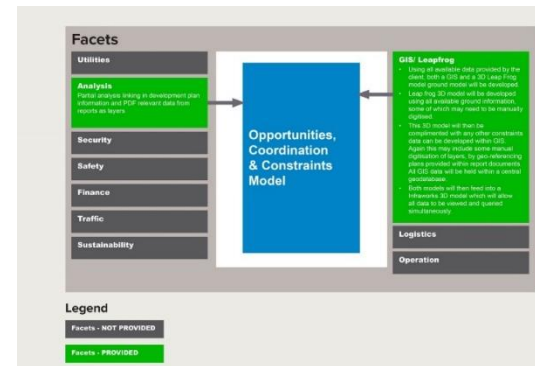 Facets
Utilities
Analysis
Partial analysis linking in development plan
information and PDF relevant data from
reports as layers
Security
Safety
Finance
Traffic
Sustainability
Opportunities,
Coordination
& Constraints
Model
GIS/ Leapfrog
• Using all available data provided by the
client, both a GIS and a 3D Leap Frog
model ground model will be developed.
• Leap frog 3D model will be developed
using all available ground information,
some of which may need to be manually
digitised.
• This 3D model will then be
complimented with any other constraints
data can be developed within GIS.
Again this may include some manual
digitisation of layers, by geo-referencing
plans provided within report documents.
All GIS data will be held within a central
geodatabase.
• Both models will then feed into a
Infraworks 3D model which will allow
all data to be viewed and queried
simultaneously
Logistics
Operation
Legend
Facets - NOT PROVIDED
Facets - PROVIDED